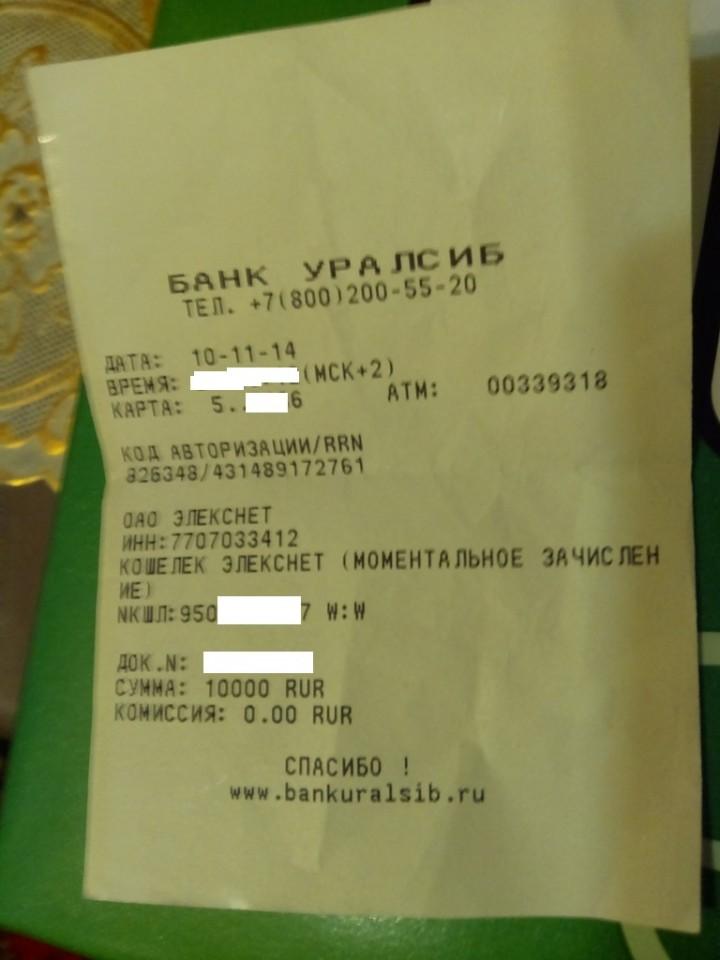 БАНК УРАЛСИБ
ТЕЛ. +7(800)200-55-20
ДАТА: 10-11-14
ВРЕМЯ: (МСК+2)
КАРТА: 5.. 6 АТМ: 00339318
КОД АВТОРИЗАЦИИ/RRN
826348/431489172761
ОАО ЭЛЕКСНЕТ
ИНН:7707033412
КОШЕЛЕК ЭЛЕКСНЕТ (МОМЕНТАЛЬНОЕ ЗАЧИСЛЕН
ИЕ)
NКШЛ:950 7 W:W
ДОК.N:
СУММА: 10000 RUR
КОМИССИЯ: 0.00 RUR
СПАСИБО !
www.bankuralsib.ru